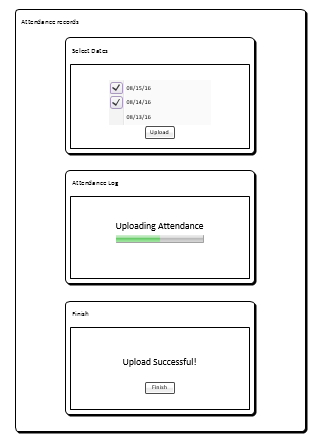 Attendance records
Select Dates
08/15/16
08/14/16
08/13/16
Upload
Attendance Log
Uploading Attendance
Finish
Upload Successful!
Finish